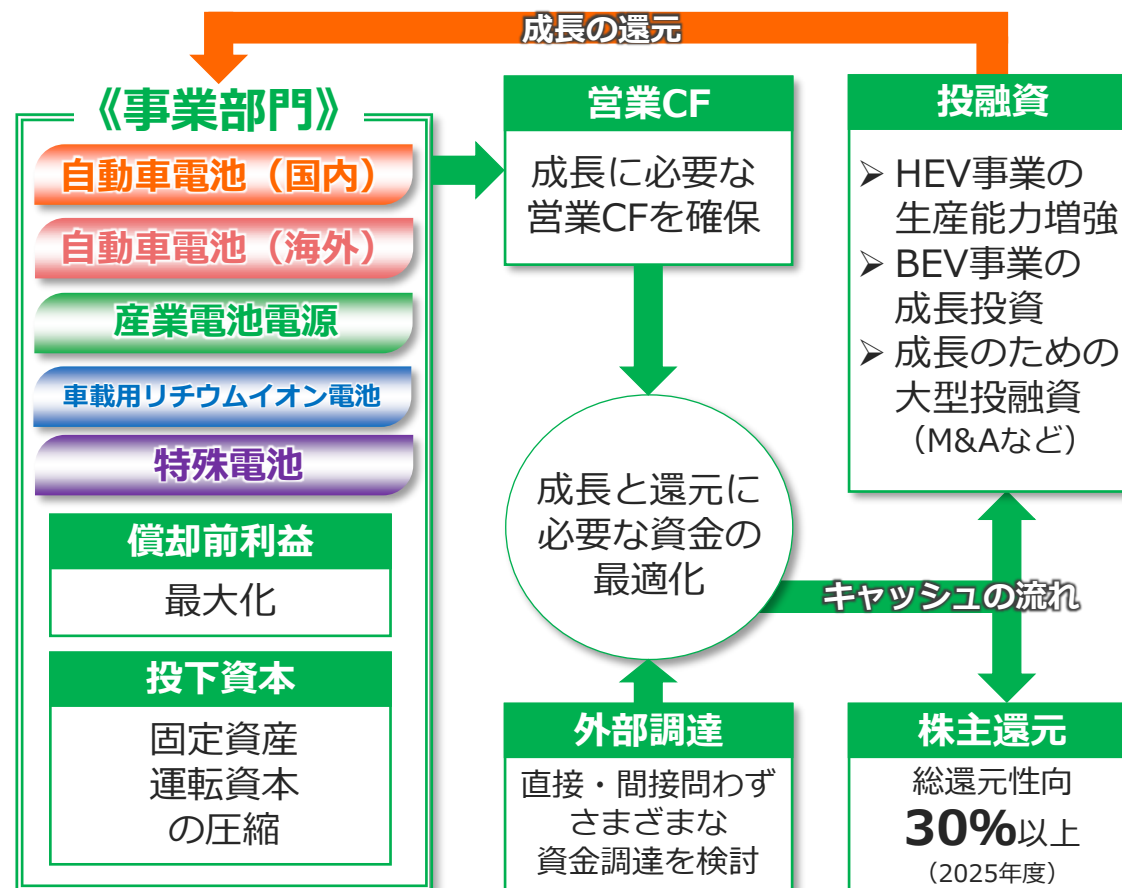 成長の還元
《事業部門》
自動車電池（国内）
自動車電池（海外）
産業電池電源
車載用リチウムイオン電池
特殊電池
償却前利益
最大化
投下資本
固定資産
運転資本
の圧縮
営業CF
成長に必要な
営業CFを確保
成長と還元に
必要な資金の
最適化
外部調達
直接・間接問わず
さまざまな
資金調達を検討
キャッシュの流れ
投融資
➢ HEV事業の
生産能力増強
➢ BEV事業の
成長投資
➢ 成長のための
大型投融資
（M&Aなど）
株主還元
総還元性向
30%以上
（2025年度）